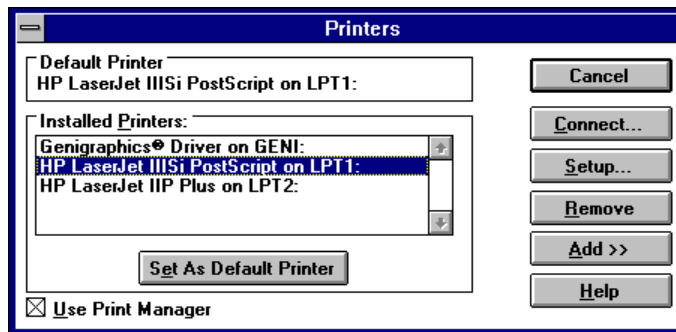 Printers
Default Printer
HP LaserJet IIISi PostScript on LPT1:
Installed Printers:
Genigraphics® Driver on GENI:
HP LaserJet IIISi PostScript on LPT1:
HP LaserJet IIP Plus on LPT2:
Set As Default Printer
Use Print Manager
Cancel
Connect...
Setup...
Remove
Add >>
Help